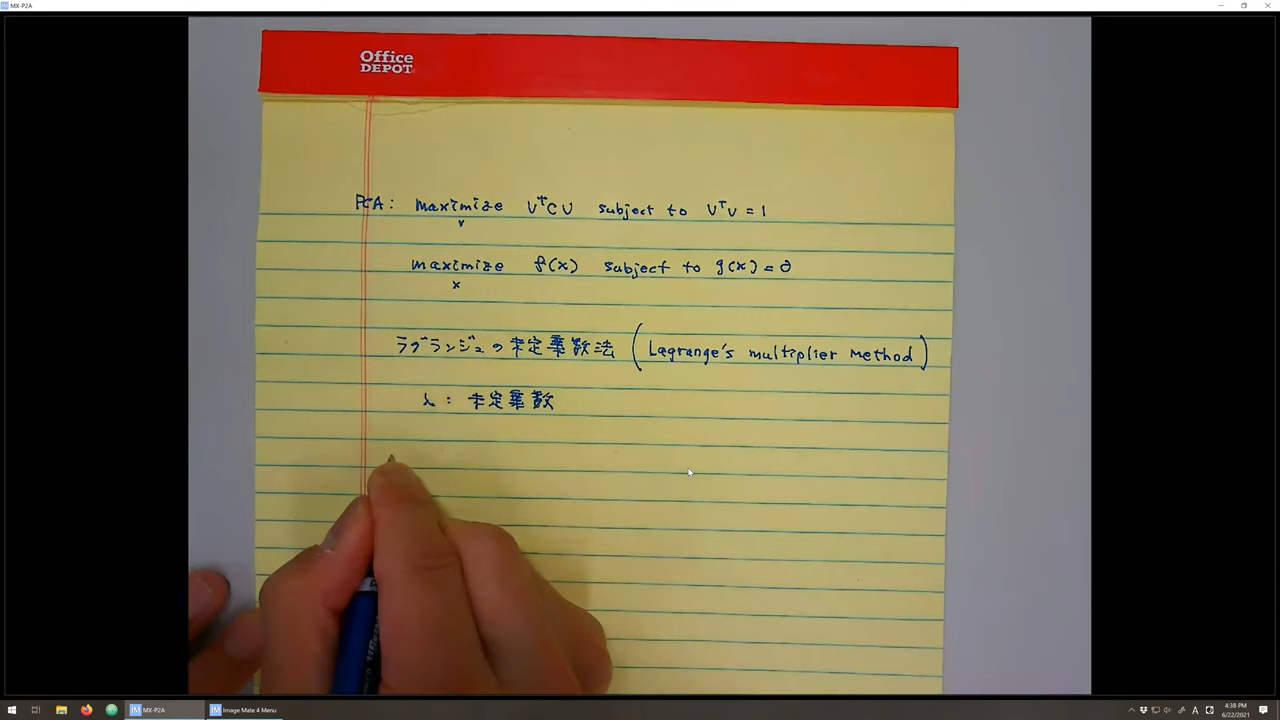 MX-P2A
Office
DEPOT
PCA: maximize v^T C v subject to v^T v = 1
v
maximize f(x) subject to g(x) = 0
x
ラグランジュの未定乗数法 (Lagrange's multiplier method)
λ: 未定乗数
MX-P2A
Image Mate 4 Menu
A
4:38 PM
6/22/2021